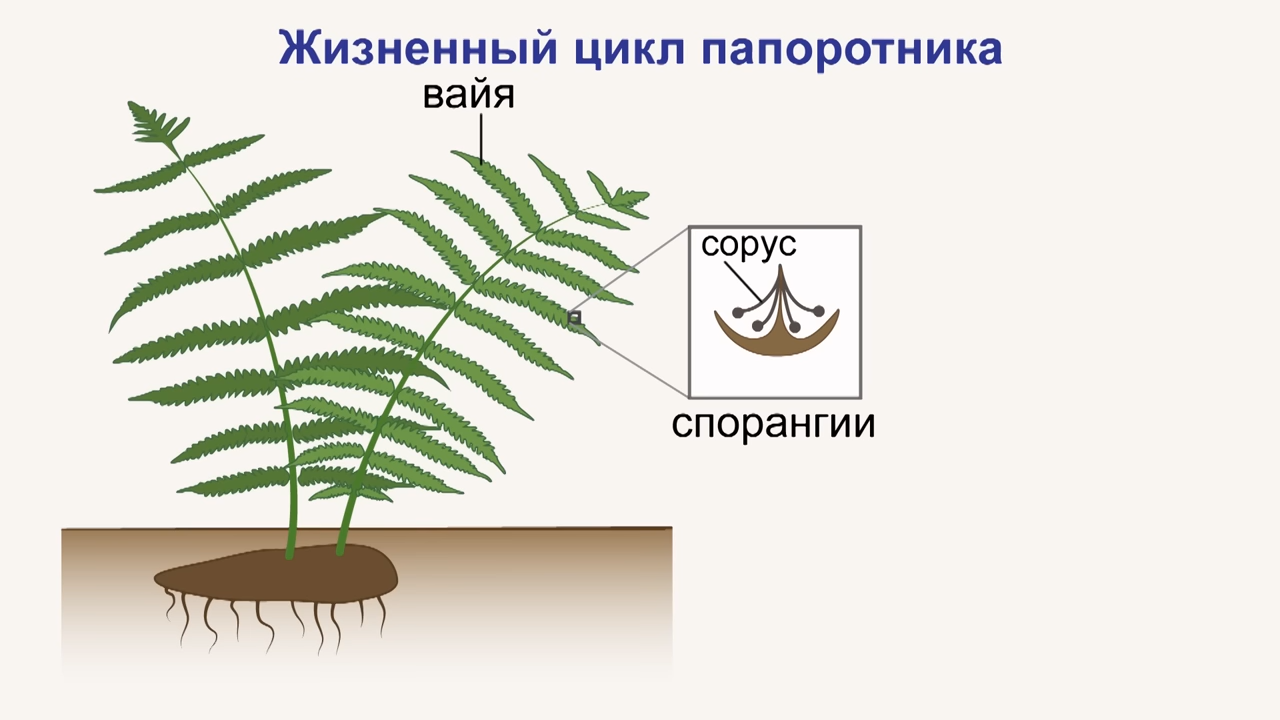 Жизненный цикл папоротника
вайя
сорус
спорангии